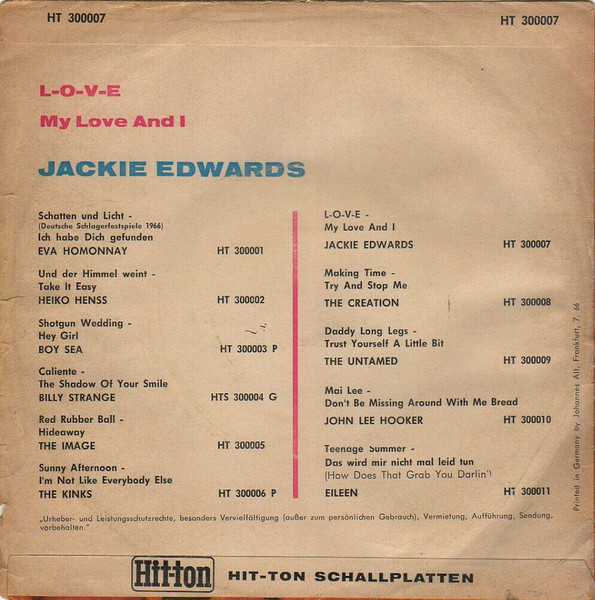 HT 300007
HT 300007
L-O-V-E
My Love And I
JACKIE EDWARDS
Schatten und Licht -
(Deutsche Schlagerfestspiele 1966)
Ich habe Dich gefunden
EVA HOMONNAY HT 300001
Und der Himmel weint -
Take It Easy
HEIKO HENSS HT 300002
Shotgun Wedding -
Hey Girl
BOY SEA HT 300003 P
Caliente -
The Shadow Of Your Smile
BILLY STRANGE HTS 300004 G
Red Rubber Ball -
Hideaway
THE IMAGE HT 300005
Sunny Afternoon -
I'm Not Like Everybody Else
THE KINKS HT 300006 P
L-O-V-E -
My Love And I
JACKIE EDWARDS HT 300007
Making Time -
Try And Stop Me
THE CREATION HT 300008
Daddy Long Legs -
Trust Yourself A Little Bit
THE UNTAMED HT 300009
Mai Lee -
Don't Be Missing Around With Me Bread
JOHN LEE HOOKER HT 300010
Teenage Summer -
Das wird mir nicht mal leid tun
(How Does That Grab You Darlin')
EILEEN HT 300011
Printed in Germany by Johannes Alt, Frankfurt, 7. 66
„Urheber- und Leistungsschutzrechte, besonders Vervielfältigung (außer zum persönlichen Gebrauch), Vermietung, Aufführung, Sendung,
vorbehalten."
Hit-ton HIT-TON SCHALLPLATTEN